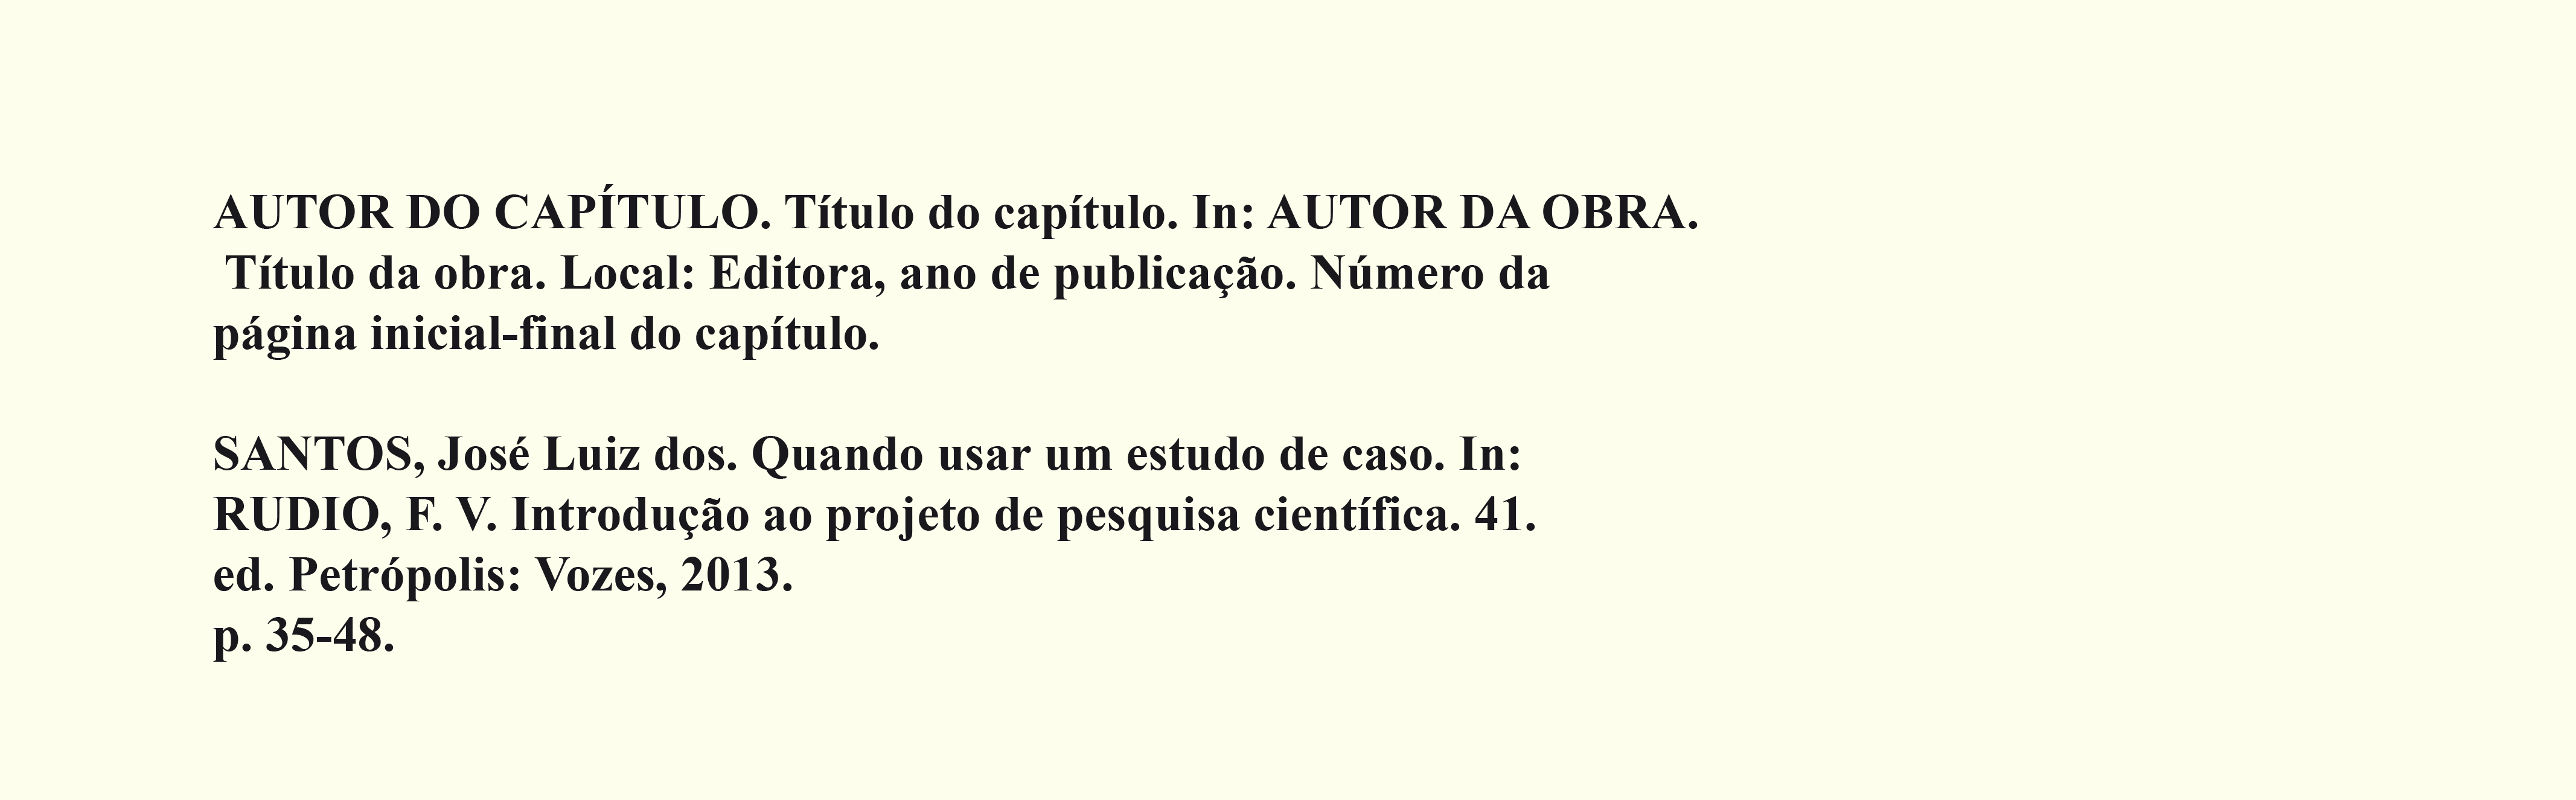 AUTOR DO CAPÍTULO. Título do capítulo. In: AUTOR DA OBRA.
Título da obra. Local: Editora, ano de publicação. Número da
página inicial-final do capítulo.
SANTOS, José Luiz dos. Quando usar um estudo de caso. In:
RUDIO, F. V. Introdução ao projeto de pesquisa científica. 41.
ed. Petrópolis: Vozes, 2013.
p. 35-48.